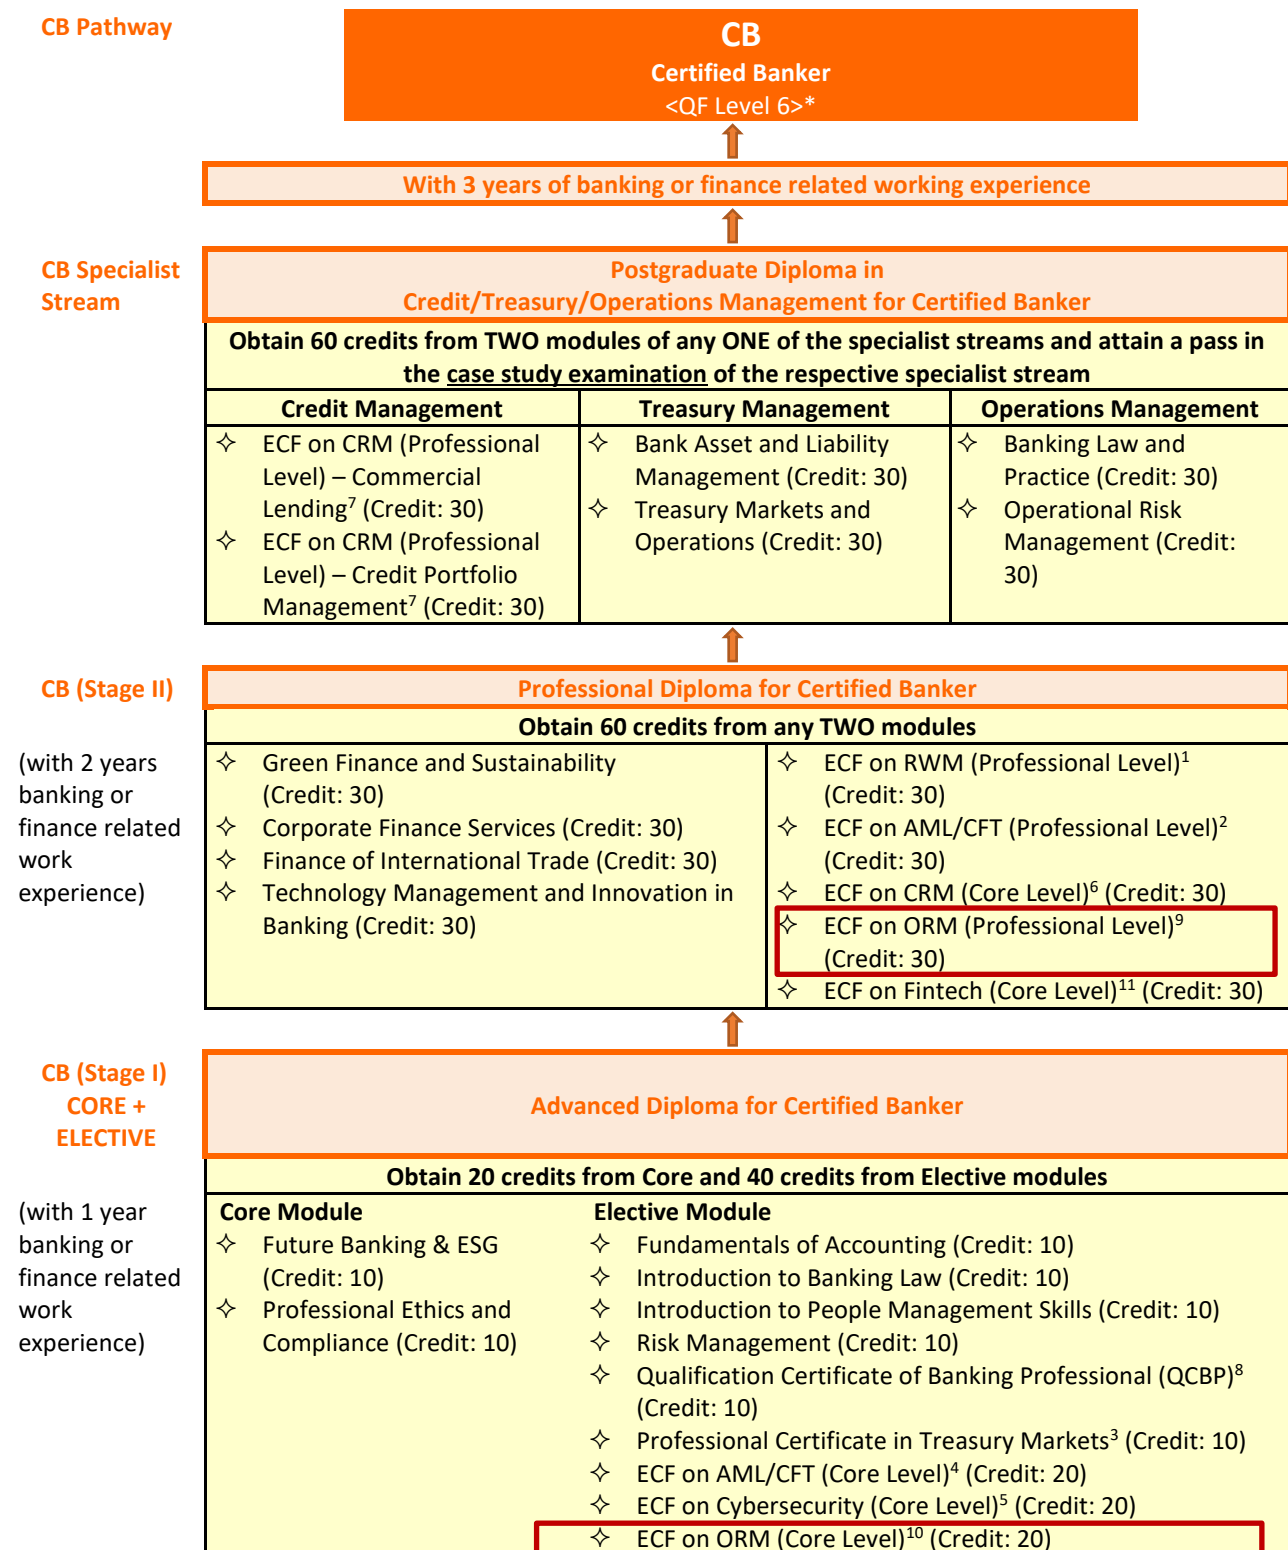 CB Pathway
CB
Certified Banker
<QF Level 6>*
With 3 years of banking or finance related working experience
CB Specialist
Stream
Postgraduate Diploma in
Credit/Treasury/Operations Management for Certified Banker
Obtain 60 credits from TWO modules of any ONE of the specialist streams and attain a pass in
the case study examination of the respective specialist stream
Credit Management
✧ ECF on CRM (Professional
Level) – Commercial
Lending⁷ (Credit: 30)
✧ ECF on CRM (Professional
Level) – Credit Portfolio
Management⁷ (Credit: 30)
Treasury Management
✧ Bank Asset and Liability
Management (Credit: 30)
✧ Treasury Markets and
Operations (Credit: 30)
Operations Management
✧ Banking Law and
Practice (Credit: 30)
✧ Operational Risk
Management (Credit:
30)
CB (Stage II)
Professional Diploma for Certified Banker
Obtain 60 credits from any TWO modules
(with 2 years
banking or
finance related
work
experience)
✧ Green Finance and Sustainability
(Credit: 30)
✧ Corporate Finance Services (Credit: 30)
✧ Finance of International Trade (Credit: 30)
✧ Technology Management and Innovation in
Banking (Credit: 30)
✧ ECF on RWM (Professional Level)¹
(Credit: 30)
✧ ECF on AML/CFT (Professional Level)²
(Credit: 30)
✧ ECF on CRM (Core Level)⁶ (Credit: 30)
✧ ECF on ORM (Professional Level)⁹
(Credit: 30)
✧ ECF on Fintech (Core Level)¹¹ (Credit: 30)
CB (Stage I)
CORE +
ELECTIVE
Advanced Diploma for Certified Banker
Obtain 20 credits from Core and 40 credits from Elective modules
(with 1 year
banking or
finance related
work
experience)
Core Module
✧ Future Banking & ESG
(Credit: 10)
✧ Professional Ethics and
Compliance (Credit: 10)
Elective Module
✧ Fundamentals of Accounting (Credit: 10)
✧ Introduction to Banking Law (Credit: 10)
✧ Introduction to People Management Skills (Credit: 10)
✧ Risk Management (Credit: 10)
✧ Qualification Certificate of Banking Professional (QCBP)⁸
(Credit: 10)
✧ Professional Certificate in Treasury Markets³ (Credit: 10)
✧ ECF on AML/CFT (Core Level)⁴ (Credit: 20)
✧ ECF on Cybersecurity (Core Level)⁵ (Credit: 20)
✧ ECF on ORM (Core Level)¹⁰ (Credit: 20)